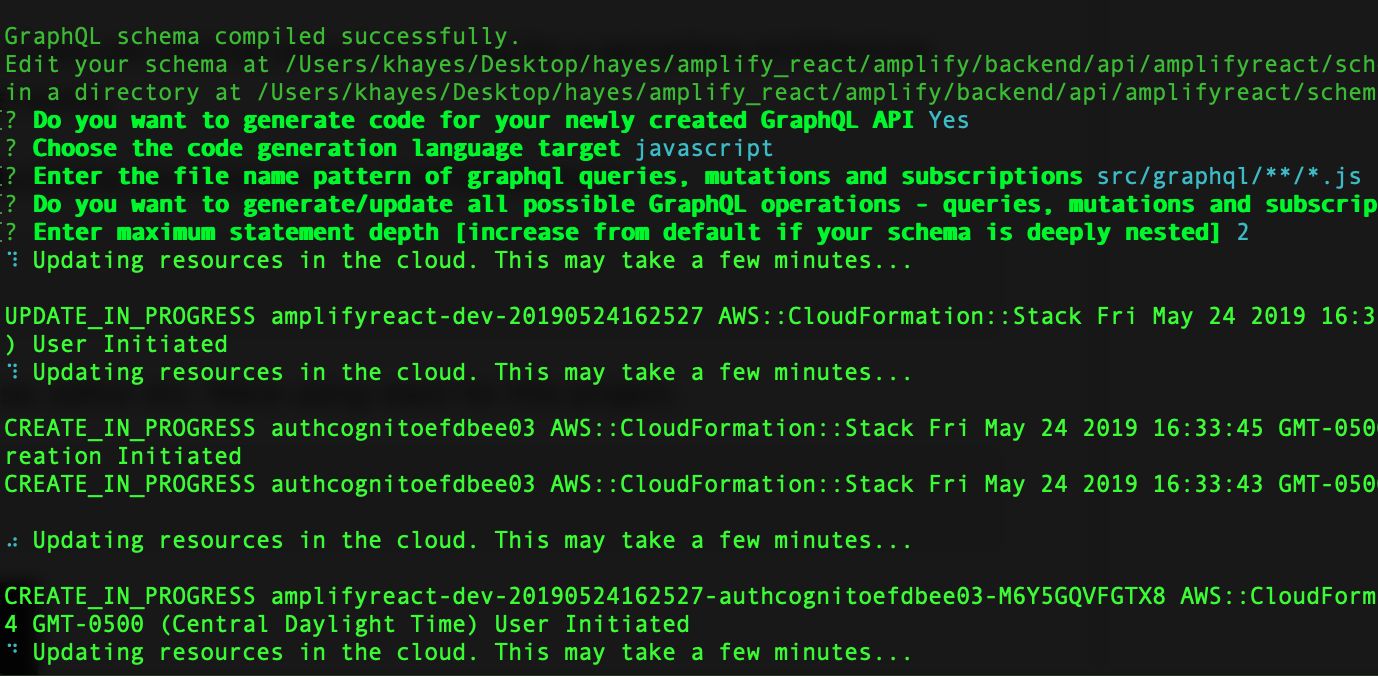 GraphQL schema compiled successfully.
Edit your schema at /Users/khayes/Desktop/hayes/amplify_react/amplify/backend/api/amplifyreact/sch
in a directory at /Users/khayes/Desktop/hayes/amplify_react/amplify/backend/api/amplifyreact/schem
? Do you want to generate code for your newly created GraphQL API Yes
? Choose the code generation language target javascript
? Enter the file name pattern of graphql queries, mutations and subscriptions src/graphql/**/*.js
? Do you want to generate/update all possible GraphQL operations - queries, mutations and subscrip
? Enter maximum statement depth [increase from default if your schema is deeply nested] 2
⠹ Updating resources in the cloud. This may take a few minutes...
UPDATE_IN_PROGRESS amplifyreact-dev-20190524162527 AWS::CloudFormation::Stack Fri May 24 2019 16:3
) User Initiated
⠹ Updating resources in the cloud. This may take a few minutes...
CREATE_IN_PROGRESS authcognitoefdbee03 AWS::CloudFormation::Stack Fri May 24 2019 16:33:45 GMT-050
reation Initiated
CREATE_IN_PROGRESS authcognitoefdbee03 AWS::CloudFormation::Stack Fri May 24 2019 16:33:43 GMT-050
⠴ Updating resources in the cloud. This may take a few minutes...
CREATE_IN_PROGRESS amplifyreact-dev-20190524162527-authcognitoefdbee03-M6Y5GQVFGTX8 AWS::CloudForm
4 GMT-0500 (Central Daylight Time) User Initiated
⠙ Updating resources in the cloud. This may take a few minutes...